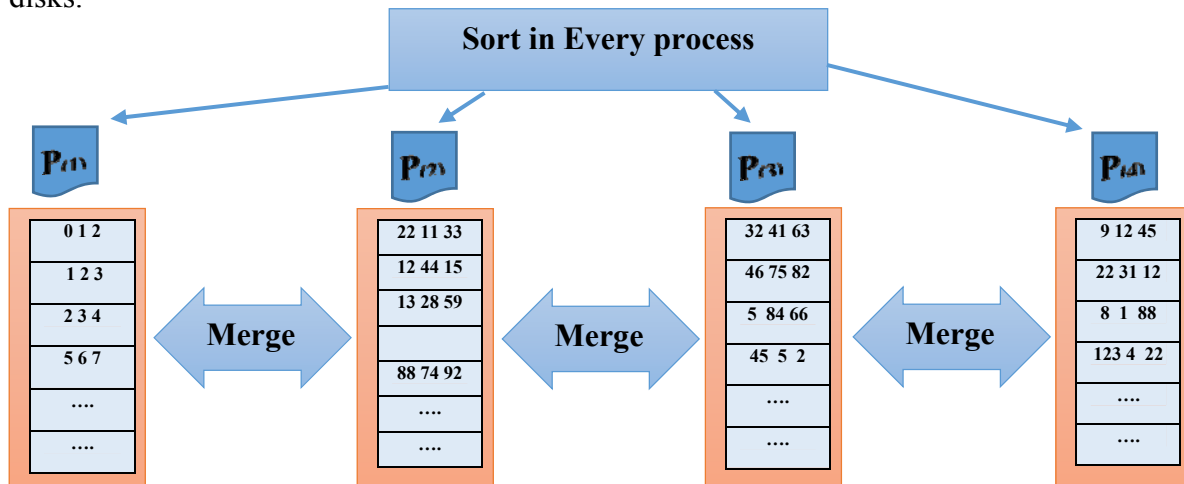 disks.
Sort in Every process
P(1)
P(2)
P(3)
P(4)
0 1 2
1 2 3
2 3 4
5 6 7
....
....
Merge
22 11 33
12 44 15
13 28 59
88 74 92
....
....
Merge
32 41 63
46 75 82
5 84 66
45 5 2
....
....
Merge
9 12 45
22 31 12
8 1 88
123 4 22
....
....